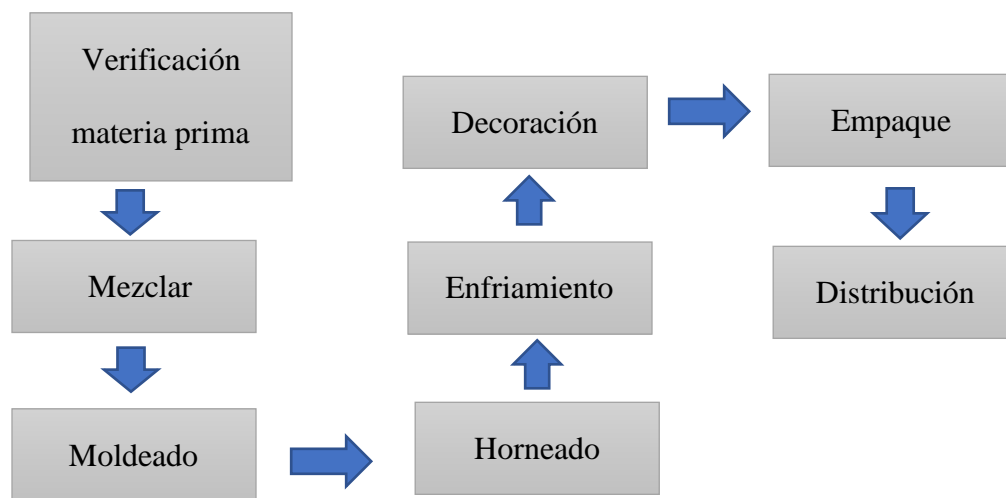 Verificación
materia prima
Mezclar
Moldeado
Horneado
Enfriamiento
Decoración
Empaque
Distribución